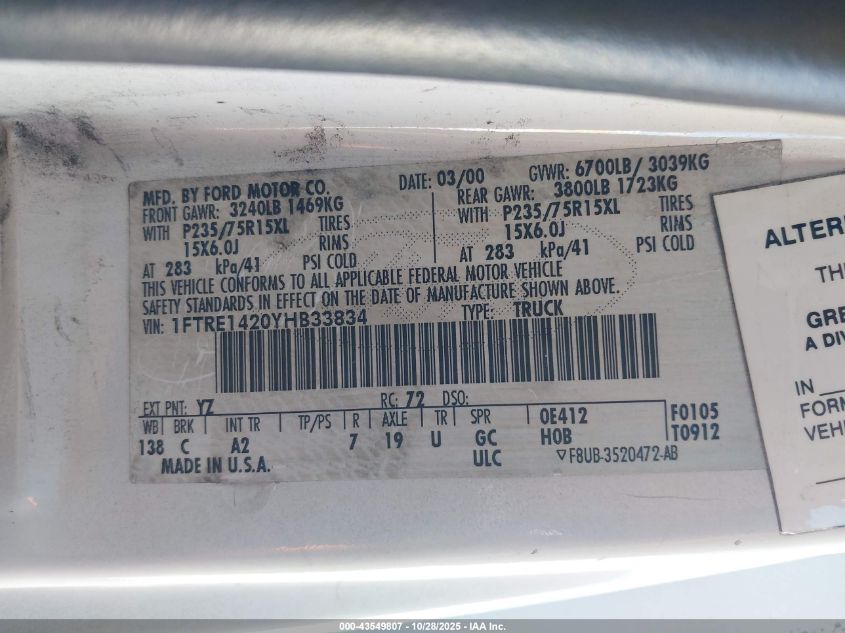 MFD. BY FORD MOTOR CO. DATE: 03/00 GVWR: 6700LB/ 3039KG
FRONT GAWR: 3240LB 1469KG REAR GAWR: 3800LB 1723KG
WITH P235/75R15XL TIRES WITH P235/75R15XL TIRES
15X6.0J RIMS 15X6.0J RIMS
AT 283 kPa/41 PSI COLD AT 283 kPa/41 PSI COLD
THIS VEHICLE CONFORMS TO ALL APPLICABLE FEDERAL MOTOR VEHICLE
SAFETY STANDARDS IN EFFECT ON THE DATE OF MANUFACTURE SHOWN ABOVE.
VIN: 1FTRE1420YHB33834 TYPE: TRUCK
EXT PNT: YZ RC: 72 DSO:
WB BRK INT TR TP/PS R AXLE TR SPR 0E412 F0105
138 C A2 7 19 U GC H0B T0912
MADE IN U.S.A. ULC ▽F8UB-3520472-AB
ALTER
TH
GRE
A DIV
IN
FORM
VEH
000-43549807 - 10/28/2025 - IAA Inc.